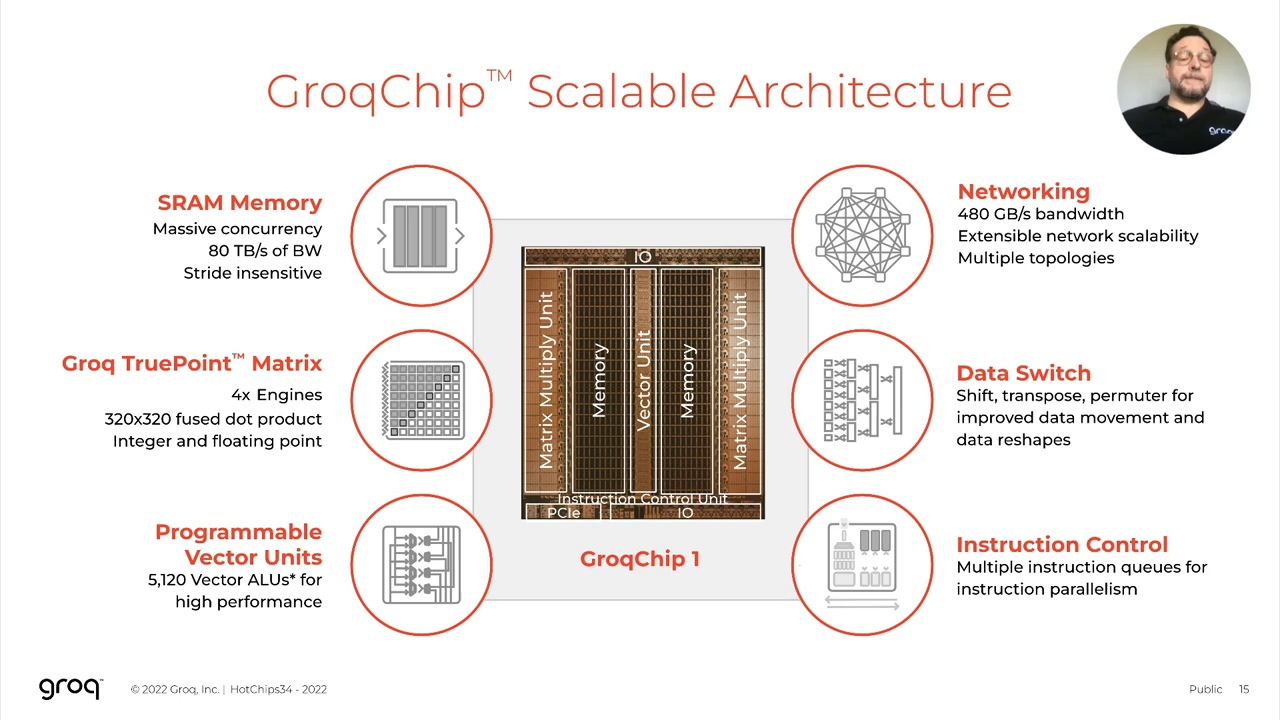 GroqChip™ Scalable Architecture
groq
SRAM Memory
Massive concurrency
80 TB/s of BW
Stride insensitive
Groq TruePoint™ Matrix
4x Engines
320x320 fused dot product
Integer and floating point
Programmable
Vector Units
5,120 Vector ALUs* for
high performance
IO
Matrix Multiply Unit
Memory
Vector Unit
Memory
Matrix Multiply Unit
Instruction Control Unit
PCIe
IO
GroqChip 1
Networking
480 GB/s bandwidth
Extensible network scalability
Multiple topologies
Data Switch
Shift, transpose, permuter for
improved data movement and
data reshapes
Instruction Control
Multiple instruction queues for
instruction parallelism
groq™
© 2022 Groq, Inc. | HotChips34 - 2022
Public 15